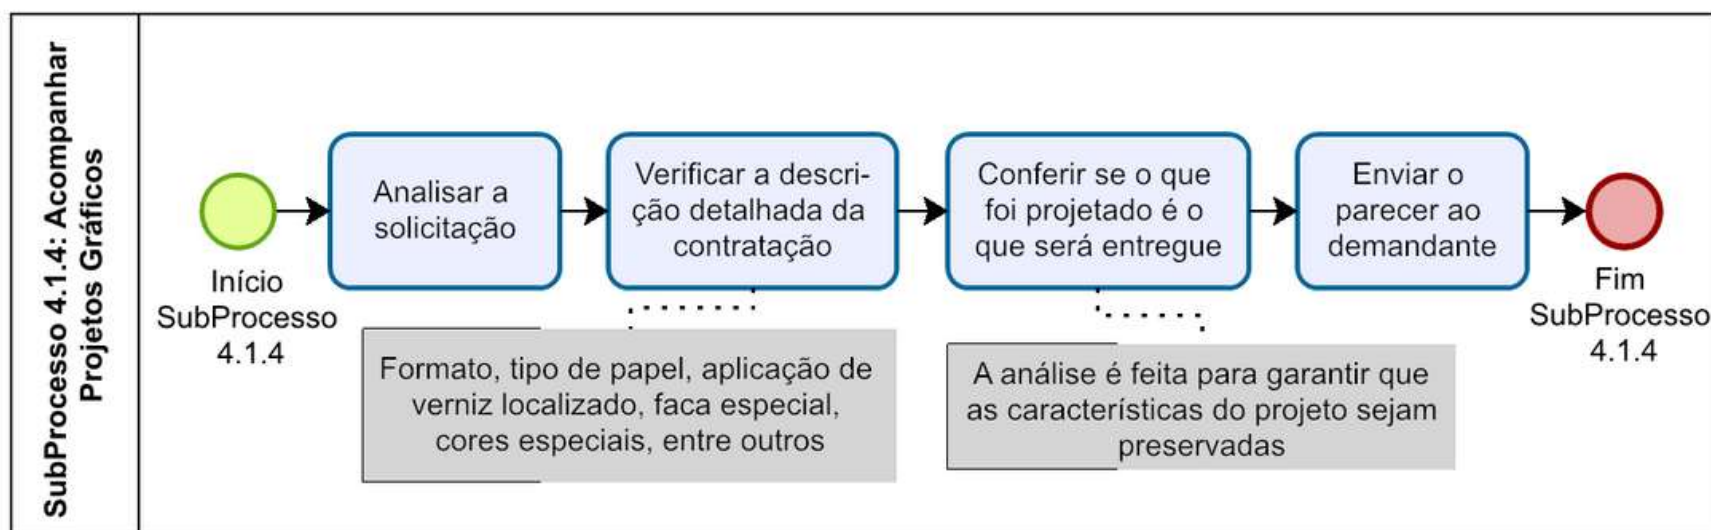 SubProcesso 4.1.4: Acompanhar
Projetos Gráficos
Início
SubProcesso
4.1.4
Analisar a
solicitação
Verificar a descri-
ção detalhada da
contratação
Formato, tipo de papel, aplicação de
verniz localizado, faca especial,
cores especiais, entre outros
Conferir se o que
foi projetado é o
que será entregue
A análise é feita para garantir que
as características do projeto sejam
preservadas
Enviar o
parecer ao
demandante
Fim
SubProcesso
4.1.4